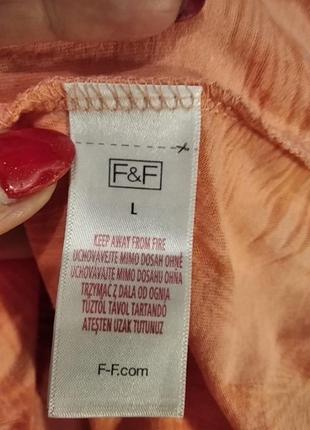 F&F
L
KEEP AWAY FROM FIRE
UCHOVÁVEJTE MIMO DOSAH OHNĚ
UCHOVÁVAJTE MIMO DOSAHU OHŇA
TRZYMAĆ Z DALA OD OGNIA
TŰZTŐL TÁVOL TARTANDÓ
ATEŞTEN UZAK TUTUNUZ
F-F.com